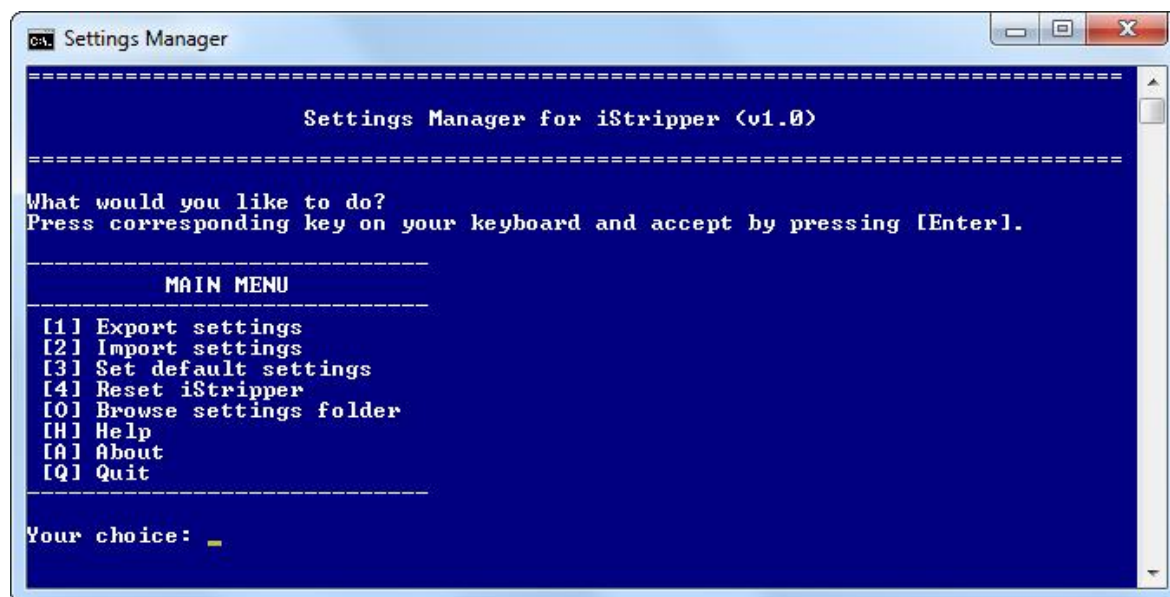 Settings Manager
================================================================================
Settings Manager for iStripper (v1.0)
================================================================================
What would you like to do?
Press corresponding key on your keyboard and accept by pressing [Enter].
-----------------------------
MAIN MENU
-----------------------------
[1] Export settings
[2] Import settings
[3] Set default settings
[4] Reset iStripper
[O] Browse settings folder
[H] Help
[A] About
[Q] Quit
-----------------------------
Your choice: _